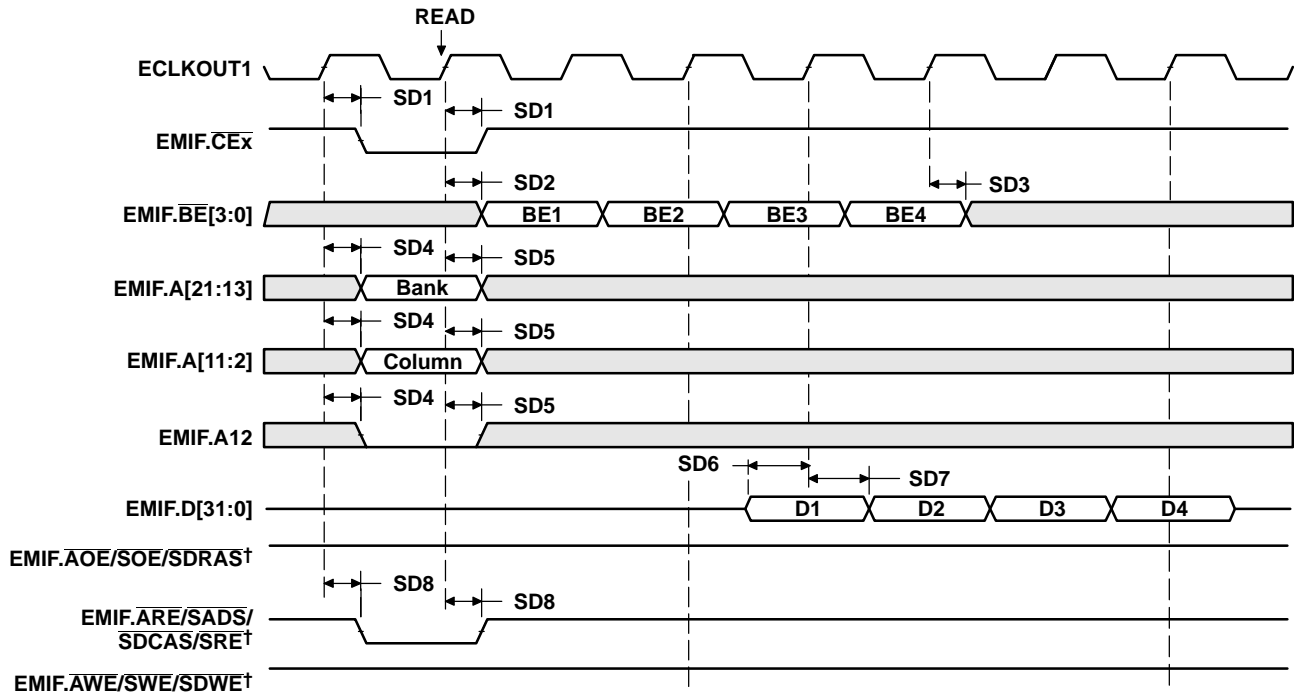 READ
ECLKOUT1
SD1
SD1
EMIF.CEx
SD2
SD3
EMIF.BE[3:0]
BE1 BE2 BE3 BE4
SD4
SD5
EMIF.A[21:13]
Bank
SD4
SD5
EMIF.A[11:2]
Column
SD4
SD5
EMIF.A12
SD6
SD7
EMIF.D[31:0]
D1 D2 D3 D4
EMIF.AOE/SOE/SDRAS†
SD8
SD8
EMIF.ARE/SADS/
SDCAS/SRE†
EMIF.AWE/SWE/SDWE†